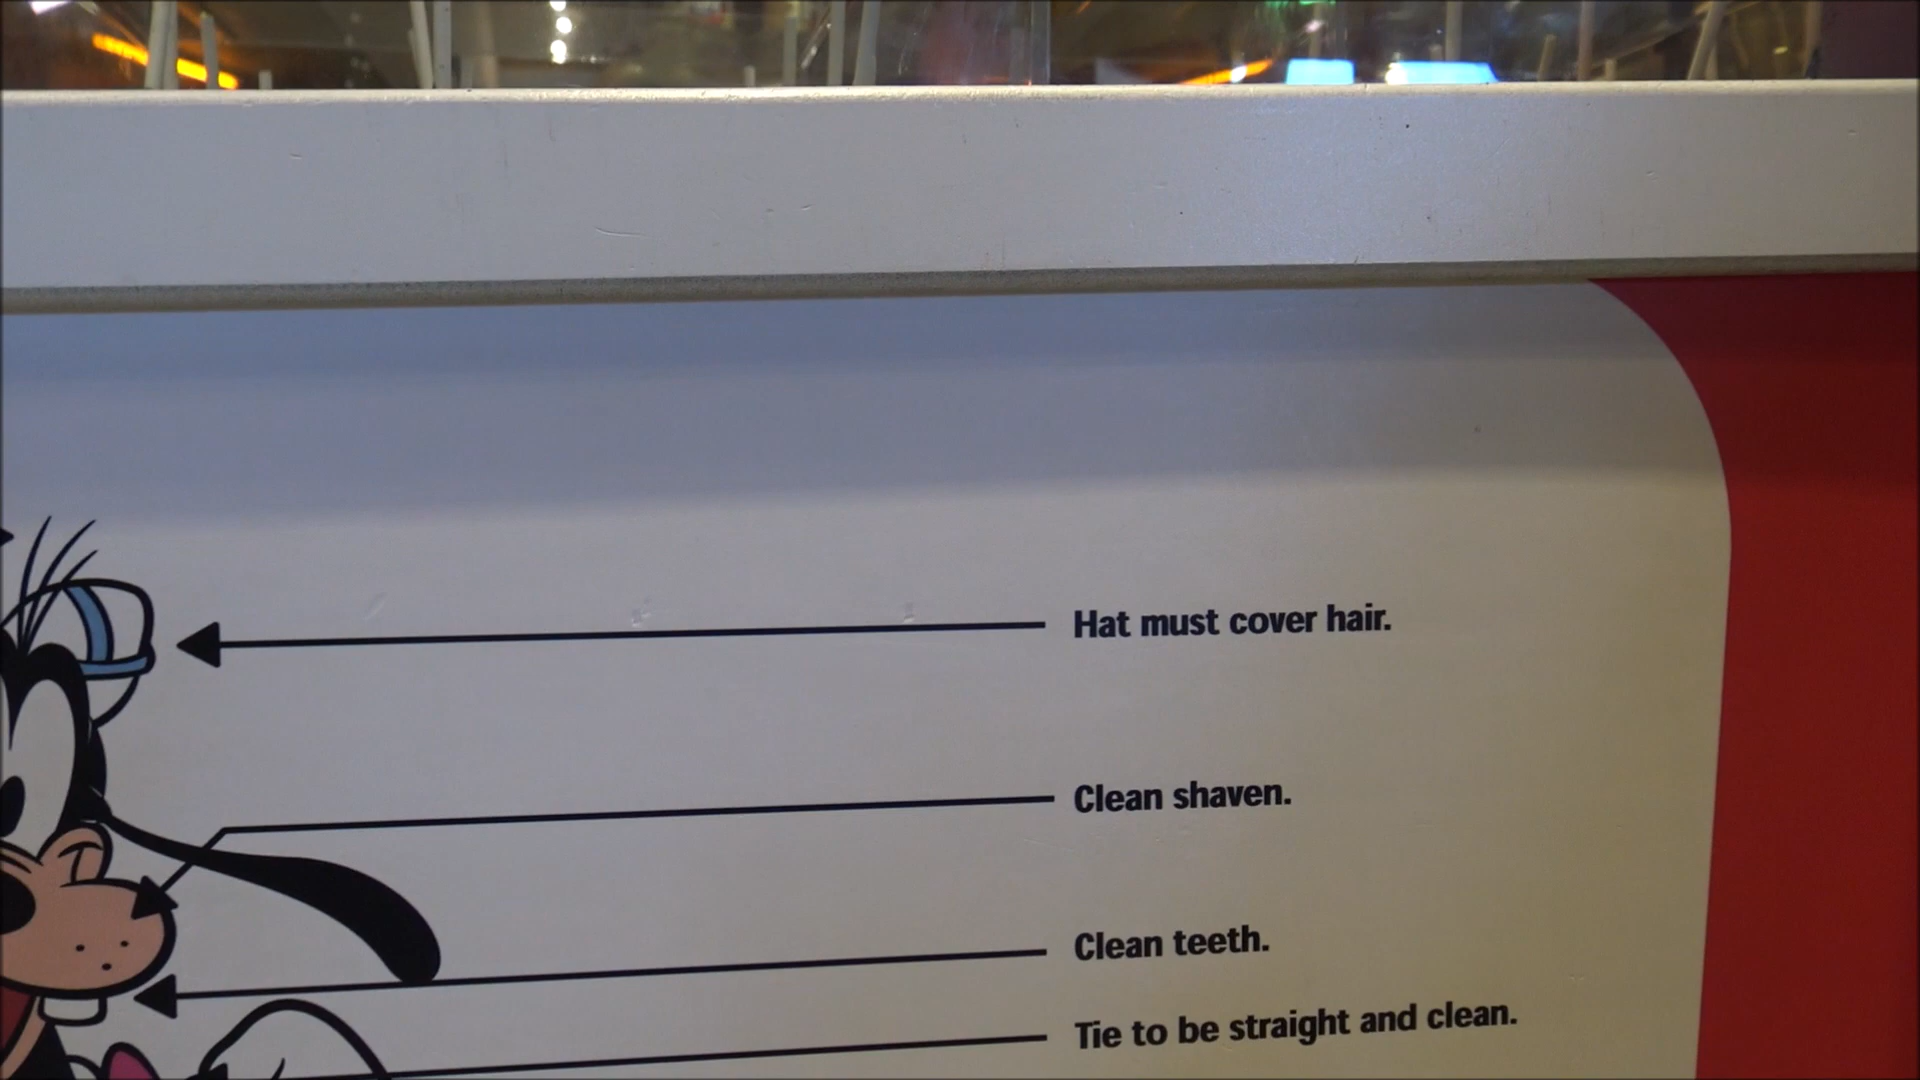 Hat must cover hair.
Clean shaven.
Clean teeth.
Tie to be straight and clean.